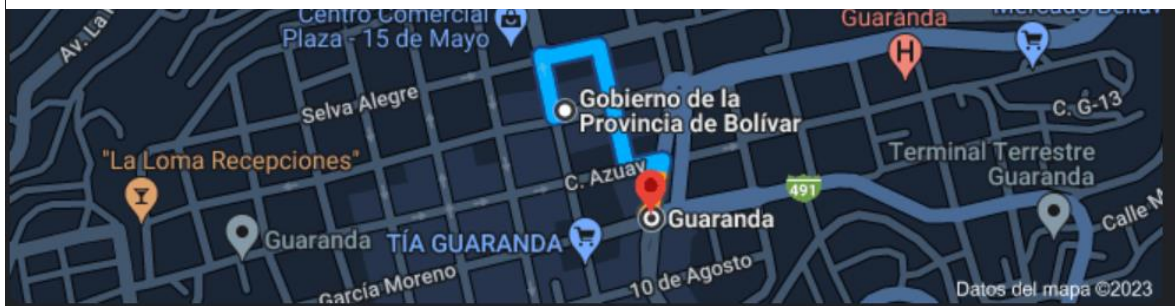 Centro Comercial
Plaza - 15 de Mayo
Guaranda
Av. La
Selva Alegre
Gobierno de la
Provincia de Bolívar
C. G-13
"La Loma Recepciones"
C. Azuay
Terminal Terrestre
Guaranda
491
H
Guaranda
Guaranda
TÍA GUARANDA
Calle M
García Moreno
10 de Agosto
Datos del mapa ©2023